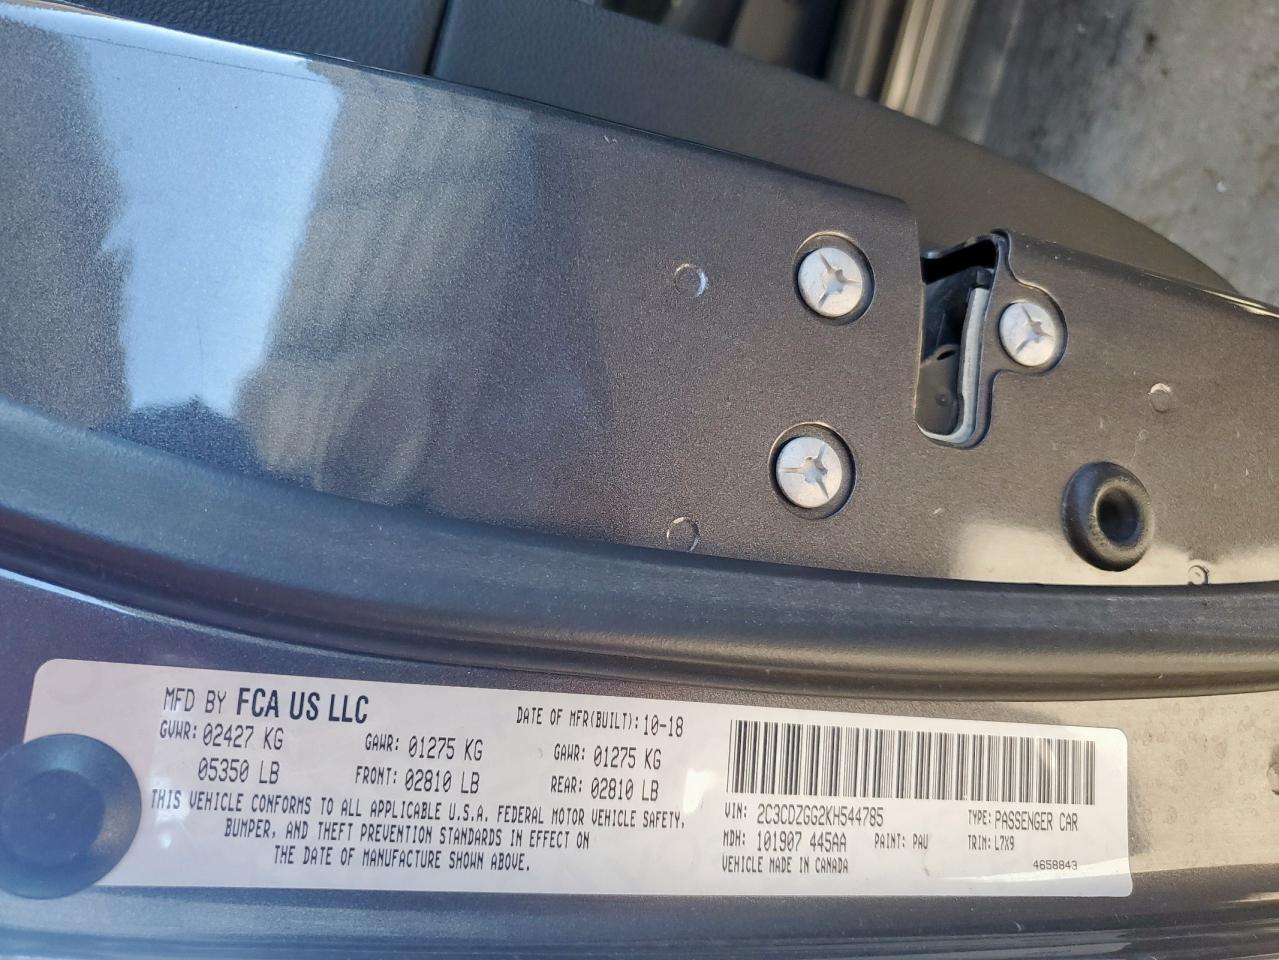 MFD BY FCA US LLC DATE OF MFR(BUILT): 10-18
GVWR: 02427 KG GAWR: 01275 KG GAWR: 01275 KG
05350 LB FRONT: 02810 LB REAR: 02810 LB
THIS VEHICLE CONFORMS TO ALL APPLICABLE U.S.A. FEDERAL MOTOR VEHICLE SAFETY,
BUMPER, AND THEFT PREVENTION STANDARDS IN EFFECT ON
THE DATE OF MANUFACTURE SHOWN ABOVE.
VIN: 2C3CDZGG2KH544785 TYPE: PASSENGER CAR
MDH: 101907 445AA PAINT: PAU TRIM: L7X9
VEHICLE MADE IN CANADA 4658843